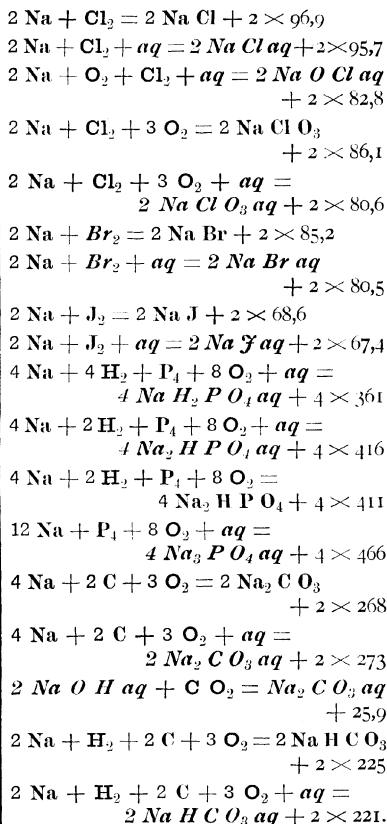 2 Na + Cl₂ = 2 Na Cl + 2 × 96,9
2 Na + Cl₂ + aq = 2 Na Cl aq + 2 × 95,7
2 Na + O₂ + Cl₂ + aq = 2 Na O Cl aq
+ 2 × 82,8
2 Na + Cl₂ + 3 O₂ = 2 Na Cl O₃
+ 2 × 86,1
2 Na + Cl₂ + 3 O₂ + aq =
2 Na Cl O₃ aq + 2 × 80,6
2 Na + Br₂ = 2 Na Br + 2 × 85,2
2 Na + Br₂ + aq = 2 Na Br aq
+ 2 × 80,5
2 Na + J₂ = 2 Na J + 2 × 68,6
2 Na + J₂ + aq = 2 Na J aq + 2 × 67,4
4 Na + 4 H₂ + P₄ + 8 O₂ + aq =
4 Na H₂ P O₄ aq + 4 × 361
4 Na + 2 H₂ + P₄ + 8 O₂ + aq =
4 Na₂ H P O₄ aq + 4 × 416
4 Na + 2 H₂ + P₄ + 8 O₂ =
4 Na₂ H P O₄ + 4 × 411
12 Na + P₄ + 8 O₂ + aq =
4 Na₃ P O₄ aq + 4 × 466
4 Na + 2 C + 3 O₂ = 2 Na₂ C O₃
+ 2 × 268
4 Na + 2 C + 3 O₂ + aq =
2 Na₂ C O₃ aq + 2 × 273
2 Na O H aq + C O₂ = Na₂ C O₃ aq
+ 25,9
2 Na + H₂ + 2 C + 3 O₂ = 2 Na H C O₃
+ 2 × 225
2 Na + H₂ + 2 C + 3 O₂ + aq =
2 Na H C O₃ aq + 2 × 221.